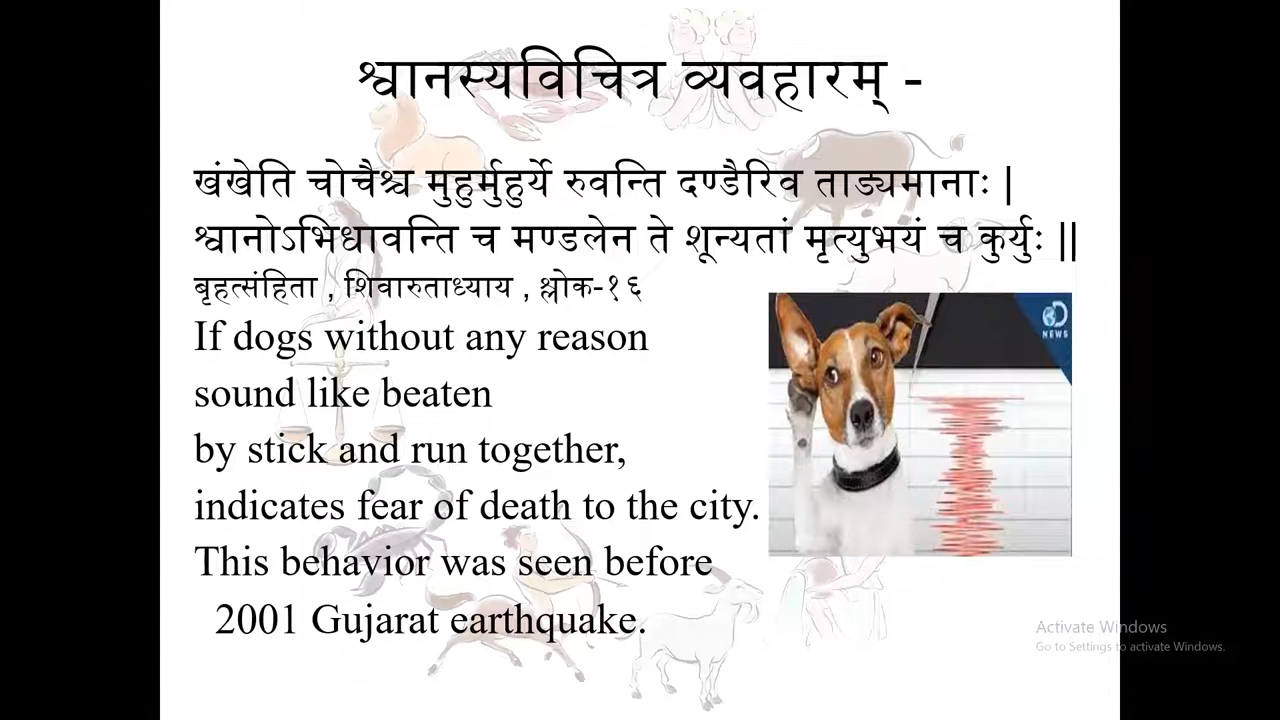 श्वानस्यविचित्र व्यवहारम् -
खंखेति चोचैश्च मुहुर्मुहुर्ये रुवन्ति दण्डैरिव ताड्यमानाः |
श्वानोऽभिधावन्ति च मण्डलेन ते शून्यतां मृत्युभयं च कुर्युः ||
बृहत्संहिता , शिवारुताध्याय , श्लोक-१६
If dogs without any reason
sound like beaten
by stick and run together,
indicates fear of death to the city.
This behavior was seen before
2001 Gujarat earthquake.
D NEWS
Activate Windows
Go to Settings to activate Windows.